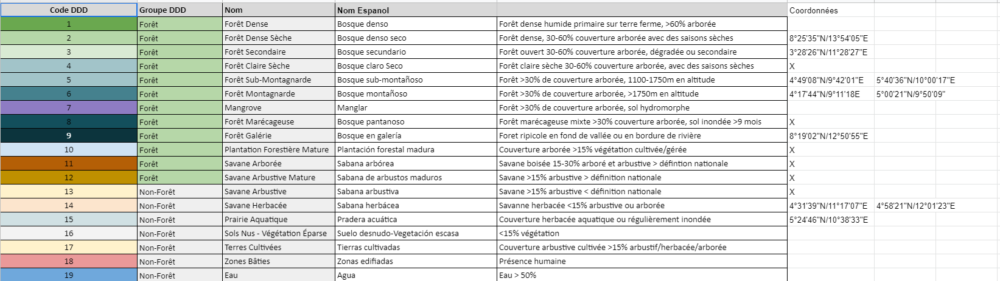 Code DDD Groupe DDD Nom Nom Espanol Coordonnées
1 Forêt Forêt Dense Bosque denso Forêt dense humide primaire sur terre ferme, >60% arborée
2 Forêt Forêt Dense Sèche Bosque denso seco Forêt dense, 30-60% couverture arborée avec des saisons sèches 8°25'35"N/13°54'05"E
3 Forêt Forêt Secondaire Bosque secundario Forêt ouvert 30-60% couverture arborée, dégradée ou secondaire 3°28'26"N/11°28'27"E
4 Forêt Forêt Claire Sèche Bosque claro Seco Forêt claire sèche 30-60% couverture arborée, avec des saisons sèches X
5 Forêt Forêt Sub-Montagnarde Bosque sub-montañoso Forêt >30% de couverture arborée, 1100-1750m en altitude 4°49'08"N/9°42'01"E 5°40'36"N/10°00'17"E
6 Forêt Forêt Montagnarde Bosque montañoso Forêt >30% de couverture arborée, >1750m en altitude 4°17'44"N/9°11'18E 5°00'21"N/9°50'09"
7 Forêt Mangrove Manglar Forêt >30% de couverture arborée, sol hydromorphe
8 Forêt Forêt Marécageuse Bosque pantanoso Forêt marécageuse mixte >30% couverture arborée, sol inondée >9 mois X
9 Forêt Forêt Galérie Bosque en galería Foret ripicole en fond de vallée ou en bordure de rivière 8°19'02"N/12°50'55"E
10 Forêt Plantation Forestière Mature Plantación forestal madura Couverture arborée >15% végétation cultivée/gérée X
11 Forêt Savane Arborée Sabana arbórea Savane boisée 15-30% arboré et arbustive > défintion nationale X
12 Forêt Savane Arbustive Mature Sabana de arbustos maduros Savane >15% arbustive > définition nationale X
13 Non-Forêt Savane Arbustive Sabana arbustiva Savane >15% arbustive < définition nationale X
14 Non-Forêt Savane Herbacée Sabana herbácea Savanne herbacée <15% arbustive ou arborée 4°31'39"N/11°17'07"E 4°58'21"N/12°01'23"E
15 Non-Forêt Prairie Aquatique Pradera acuática Couverture herbacée aquatique ou régulièrement inondée 5°24'46"N/10°38'33"E
16 Non-Forêt Sols Nus - Végétation Éparse Suelo desnudo-Vegetación escasa <15% végétation
17 Non-Forêt Terres Cultivées Tierras cultivadas Couverture arbustive cultivée >15% arbustif/herbacée/arborée
18 Non-Forêt Zones Bâties Zonas edifiadas Présence humaine
19 Non-Forêt Eau Agua Eau > 50%